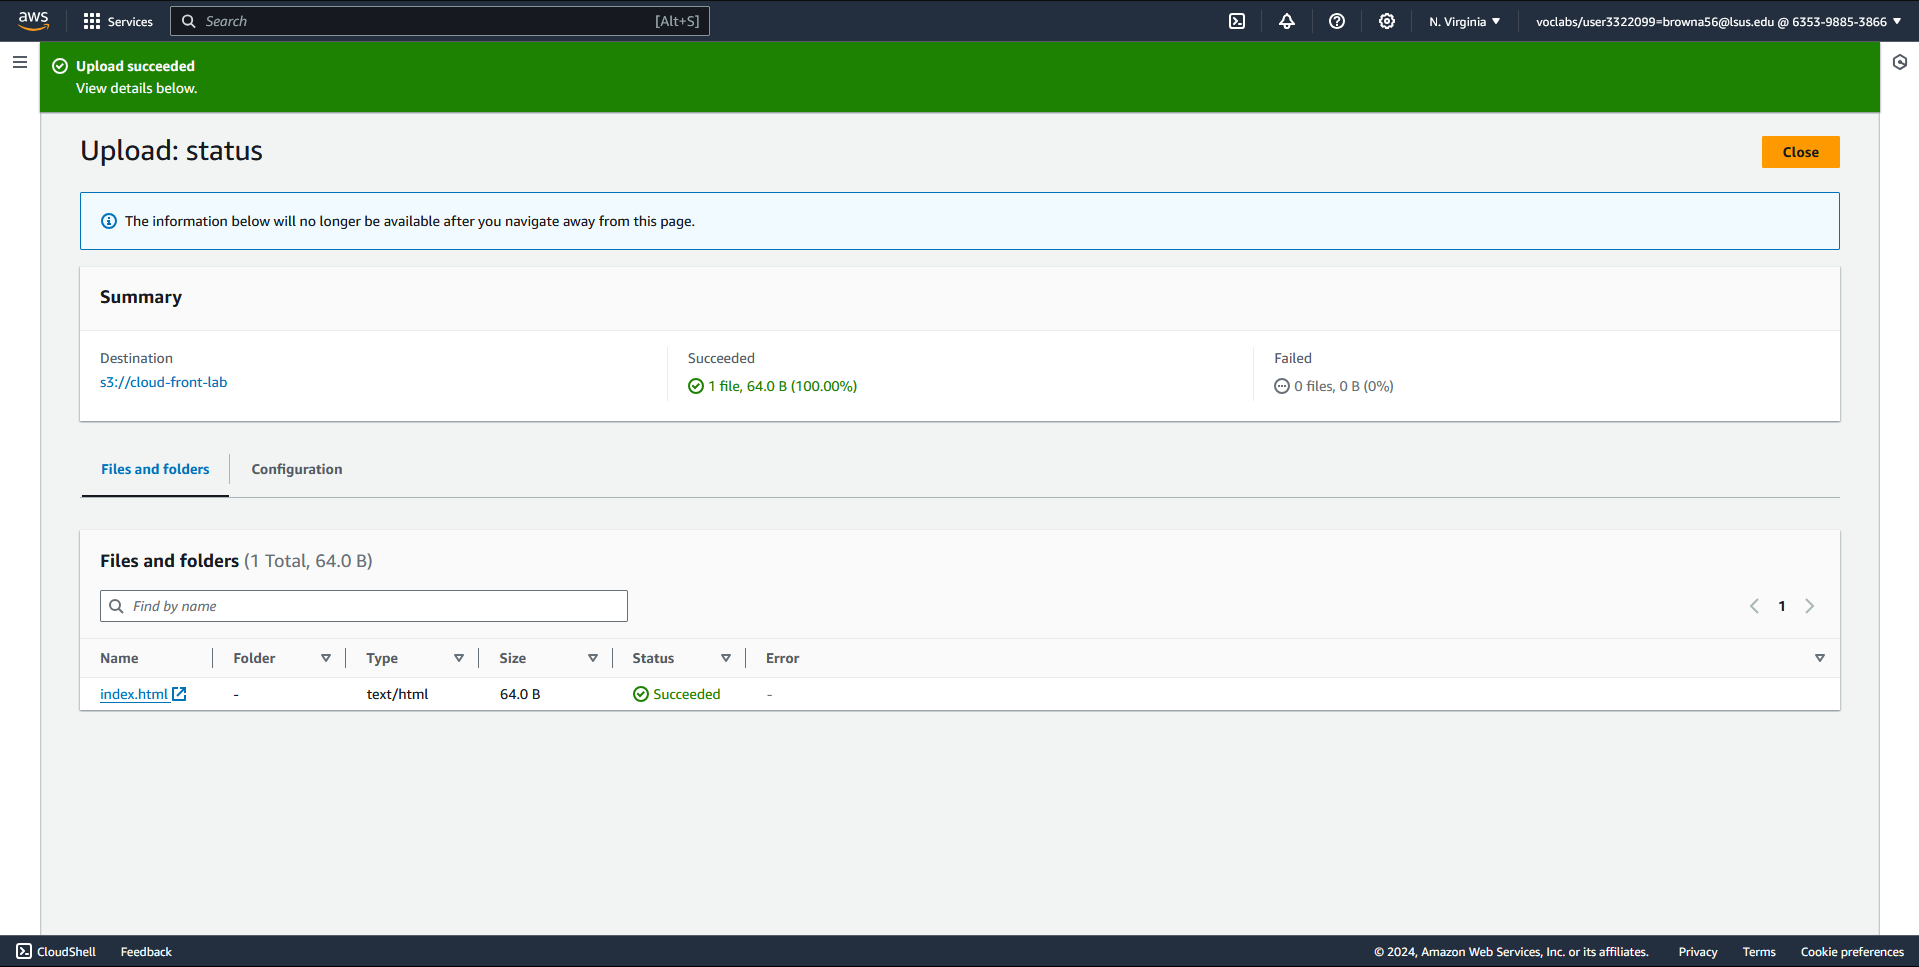 aws
Services
Search [Alt+S]
N. Virginia
voclabs/user3322099=browna56@lsus.edu @ 6353-9885-3866
Upload succeeded
View details below.
Upload: status
Close
The information below will no longer be available after you navigate away from this page.
Summary
Destination
s3://cloud-front-lab
Succeeded
1 file, 64.0 B (100.00%)
Failed
0 files, 0 B (0%)
Files and folders
Configuration
Files and folders (1 Total, 64.0 B)
Find by name
1
Name Folder Type Size Status Error
index.html - text/html 64.0 B Succeeded -
CloudShell
Feedback
© 2024, Amazon Web Services, Inc. or its affiliates.
Privacy
Terms
Cookie preferences